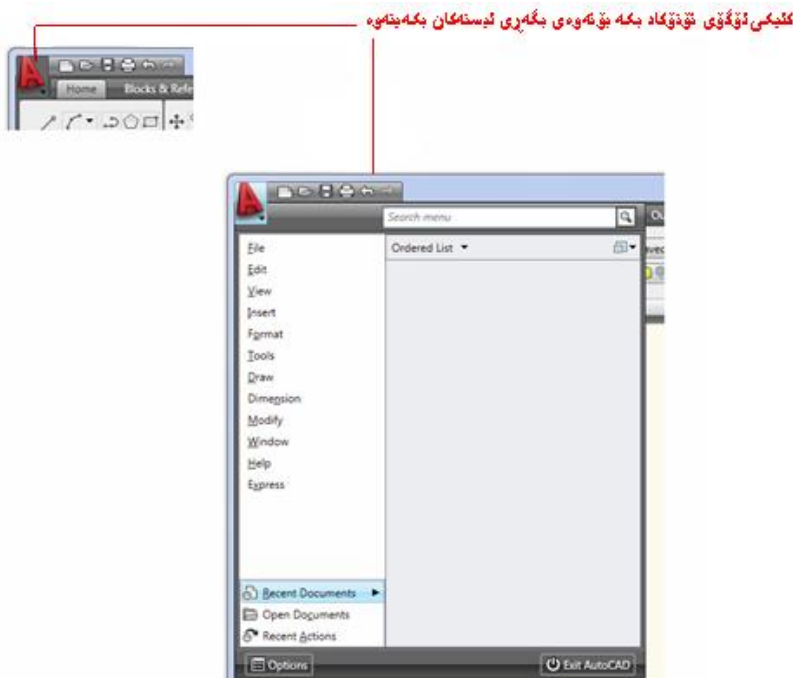 کلیکی لۆگۆی ئۆتۆکاد بکە بۆئەوەی بگەڕی لیستەکان بکەیتەوە
Home Blocks & Refe
Search menu
File
Edit
View
Insert
Format
Tools
Draw
Dimension
Modify
Window
Help
Express
Ordered List
Recent Documents
Open Documents
Recent Actions
Options
Exit AutoCAD